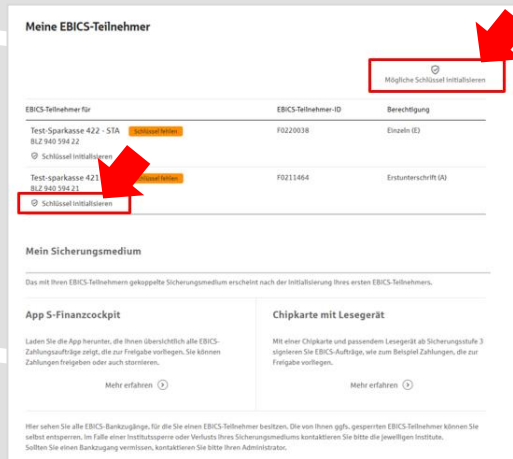 Meine EBICS-Teilnehmer
Mögliche Schlüssel initialisieren
EBICS-Teilnehmer für EBICS-Teilnehmer-ID Berechtigung
Test-Sparkasse 422 - STA Schlüssel fehlen F0220038 Einzeln (E)
BLZ 940 594 22
Schlüssel initialisieren
Test-sparkasse 421 fehlen F0211464 Erstunterschrift (A)
BLZ 940 594 21
Schlüssel initialisieren
Mein Sicherungsmedium
Das mit Ihren EBICS-Teilnehmern gekoppelte Sicherungsmedium erscheint nach der Initialisierung Ihres ersten EBICS-Teilnehmers.
App S-Finanzcockpit
Laden Sie die App herunter, die Ihnen übersichtlich alle EBICS-
Zahlungsaufträge zeigt, die zur Freigabe vorliegen. Sie können
Zahlungen freigeben oder auch stornieren.
Mehr erfahren
Chipkarte mit Lesegerät
Mit einer Chipkarte und passendem Lesegerät ab Sicherungsstufe 3
signieren Sie EBICS-Aufträge, wie zum Beispiel Zahlungen, die zur
Freigabe vorliegen.
Mehr erfahren
Hier sehen Sie alle EBICS-Bankzugänge, für die Sie einen EBICS-Teilnehmer besitzen. Die von Ihnen ggfs. gesperrten EBICS-Teilnehmer können Sie
selbst entsperren. Im Falle einer Institutssperre oder Verlusts Ihres Sicherungsmediums kontaktieren Sie bitte die jeweiligen Institute.
Sollten Sie einen Bankzugang vermissen, kontaktieren Sie bitte Ihren Administrator.